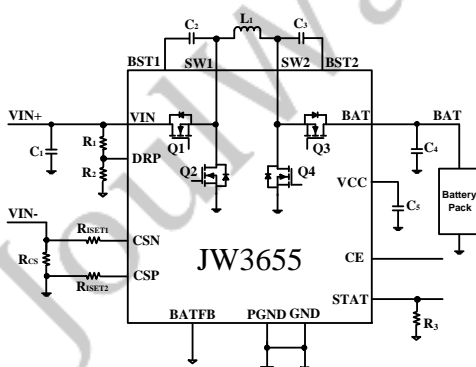 C2
L1
C3
BST1
SW1
SW2
BST2
VIN+
VIN
BAT
BAT
C1
R1
Q1
Q3
DRP
R2
Q2
Q4
C4
VCC
C5
Battery
Pack
VIN-
RISET1
CSN
RCS
JW3655
CE
RISET2
CSP
STAT
BATFB
PGND
GND
R3
JoulWa